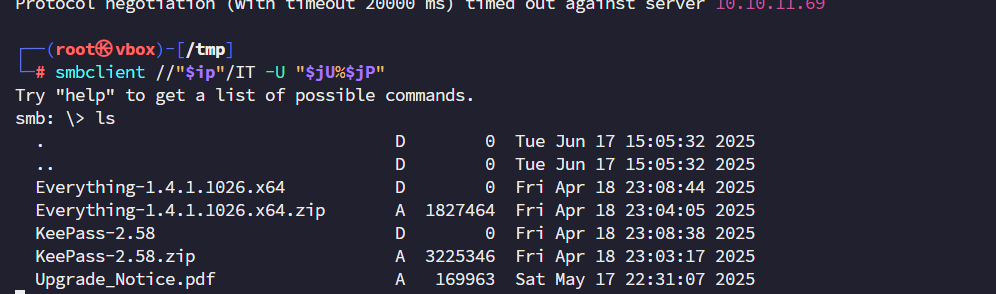 Protocol negotiation (with timeout 20000 ms) timed out against server 10.10.11.69
┌──(root㉿vbox)-[/tmp]
└─# smbclient //"$ip"/IT -U "$jU%$jP"
Try "help" to get a list of possible commands.
smb: \> ls
  .                                   D        0  Tue Jun 17 15:05:32 2025
  ..                                  D        0  Tue Jun 17 15:05:32 2025
  Everything-1.4.1.1026.x64           D        0  Fri Apr 18 23:08:44 2025
  Everything-1.4.1.1026.x64.zip       A  1827464  Fri Apr 18 23:04:05 2025
  KeePass-2.58                        D        0  Fri Apr 18 23:08:38 2025
  KeePass-2.58.zip                    A  3225346  Fri Apr 18 23:03:17 2025
  Upgrade_Notice.pdf                  A   169963  Sat May 17 22:31:07 2025